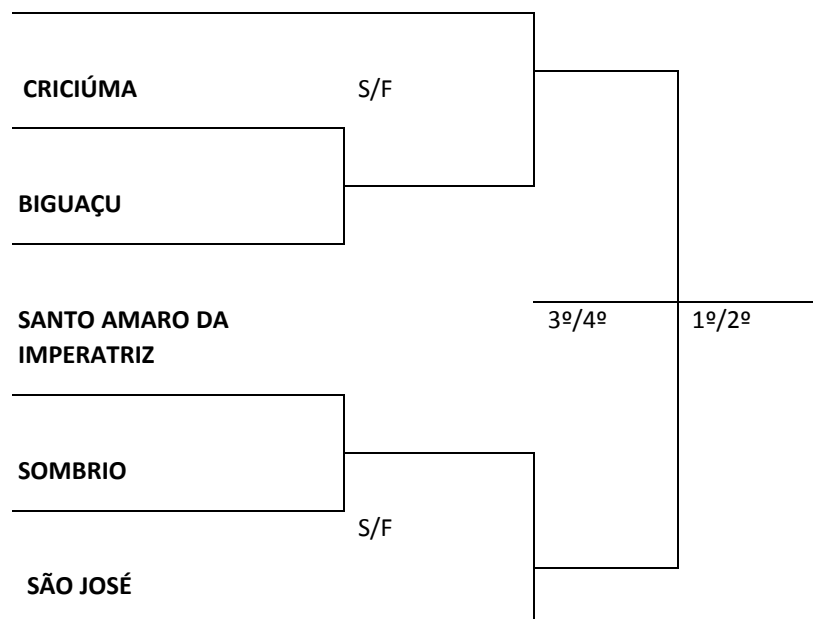 CRICIÚMA S/F
BIGUAÇU
SANTO AMARO DA
IMPERATRIZ
3º/4º 1º/2º
SOMBRIO
S/F
SÃO JOSÉ